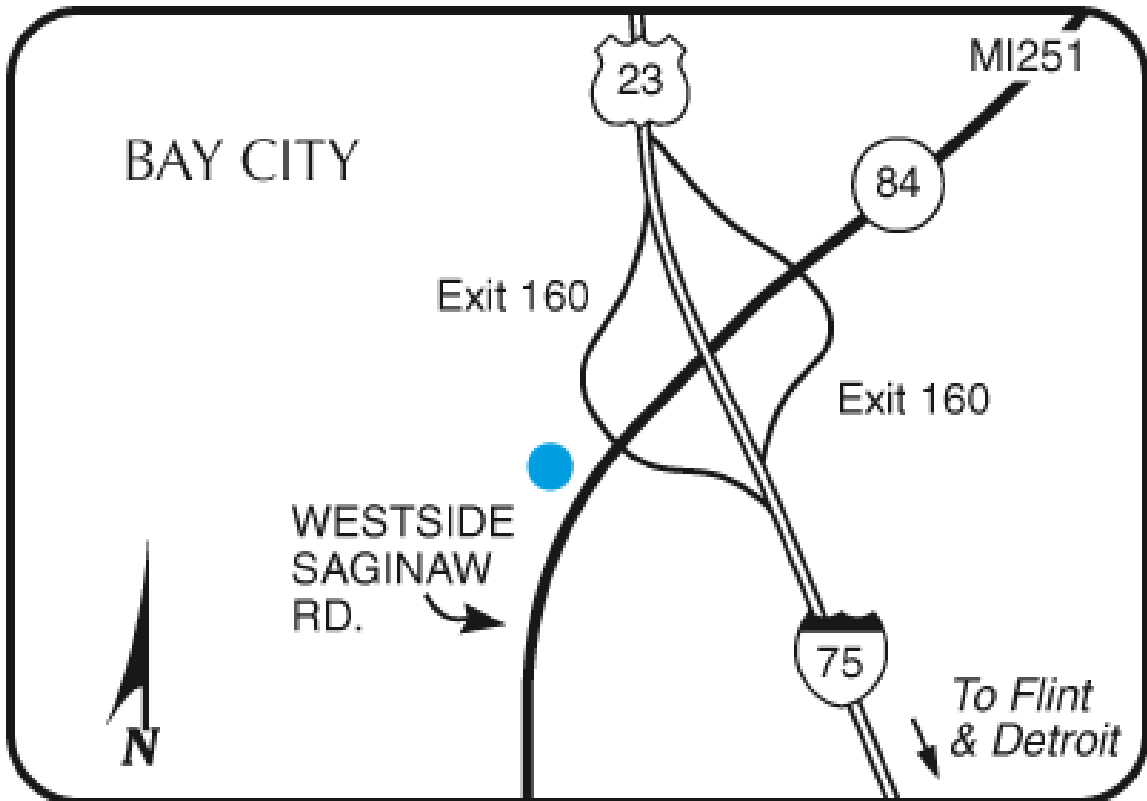 23
MI251
BAY CITY
84
Exit 160
Exit 160
WESTSIDE
SAGINAW
RD.
75
To Flint
& Detroit
N